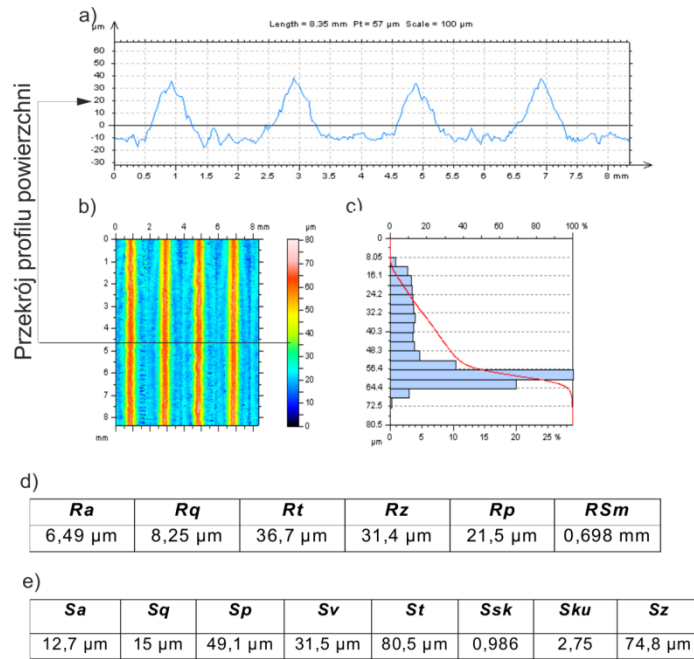 a)
µm
Length = 8.35 mm Pt = 57 µm Scale = 100 µm
60
50
40
30
20
10
0
-10
-20
-30
0 0.5 1 1.5 2 2.5 3 3.5 4 4.5 5 5.5 6 6.5 7 7.5 8 mm
Przekrój profilu powierzchni
b)
0 2 4 6 8 mm
µm
0
1
2
3
4
5
6
7
8
mm
80
70
60
50
40
30
20
10
0
c)
0 20 40 60 80 100 %
0
8.05
16.1
24.2
32.2
40.3
48.3
56.4
64.4
72.5
80.5
µm
0 5 10 15 20 25 %
d)
Ra Rq Rt Rz Rp RSm
6,49 µm 8,25 µm 36,7 µm 31,4 µm 21,5 µm 0,698 mm
e)
Sa Sq Sp Sv St Ssk Sku Sz
12,7 µm 15 µm 49,1 µm 31,5 µm 80,5 µm 0,986 2,75 74,8 µm